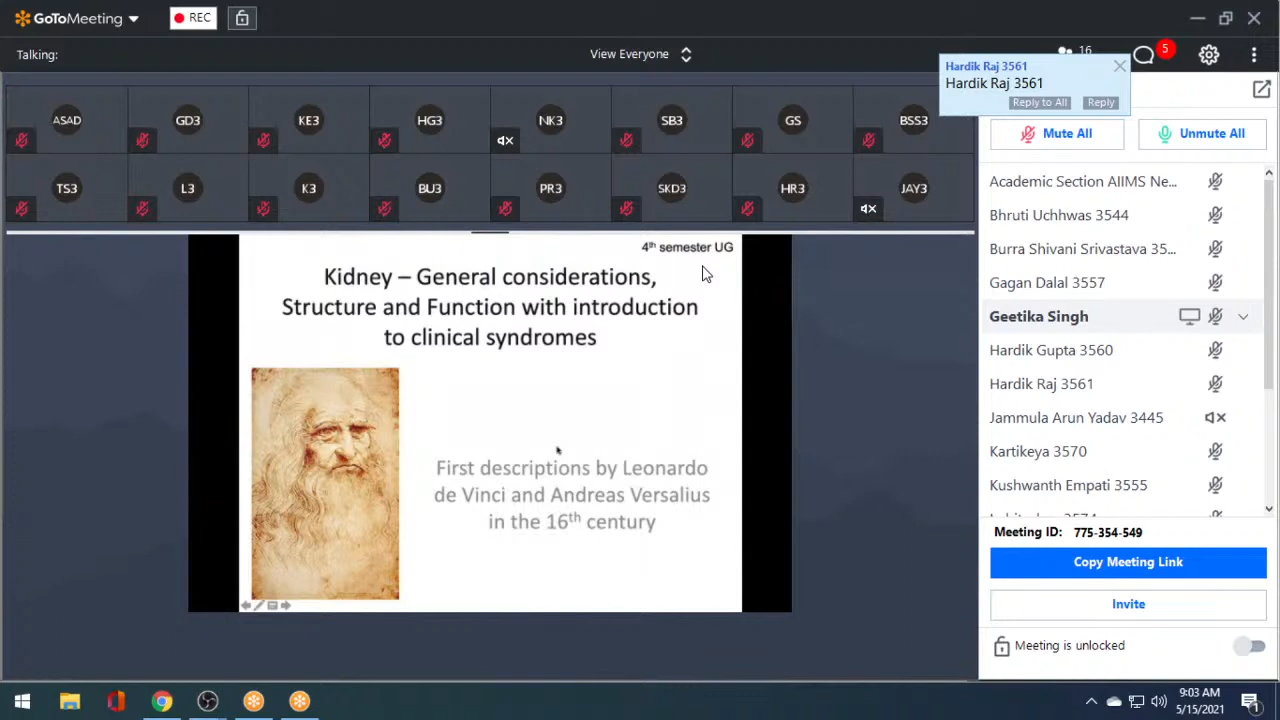 GoToMeeting
REC
Talking:
View Everyone
16
5
Hardik Raj 3561
Hardik Raj 3561
Reply to All
Reply
ASAD
GD3
KE3
HG3
NK3
SB3
GS
BSS3
TS3
L3
K3
BU3
PR3
SKD3
HR3
JAY3
Mute All
Unmute All
Academic Section AIIMS Ne...
Bhruti Uchhwas 3544
Burra Shivani Srivastava 35...
Gagan Dalal 3557
Geetika Singh
Hardik Gupta 3560
Hardik Raj 3561
Jammula Arun Yadav 3445
Kartikeya 3570
Kushwanth Empati 3555
4th semester UG
Kidney – General considerations,
Structure and Function with introduction
to clinical syndromes
First descriptions by Leonardo
de Vinci and Andreas Versalius
in the 16th century
Meeting ID: 775-354-549
Copy Meeting Link
Invite
Meeting is unlocked
9:03 AM
5/15/2021
1